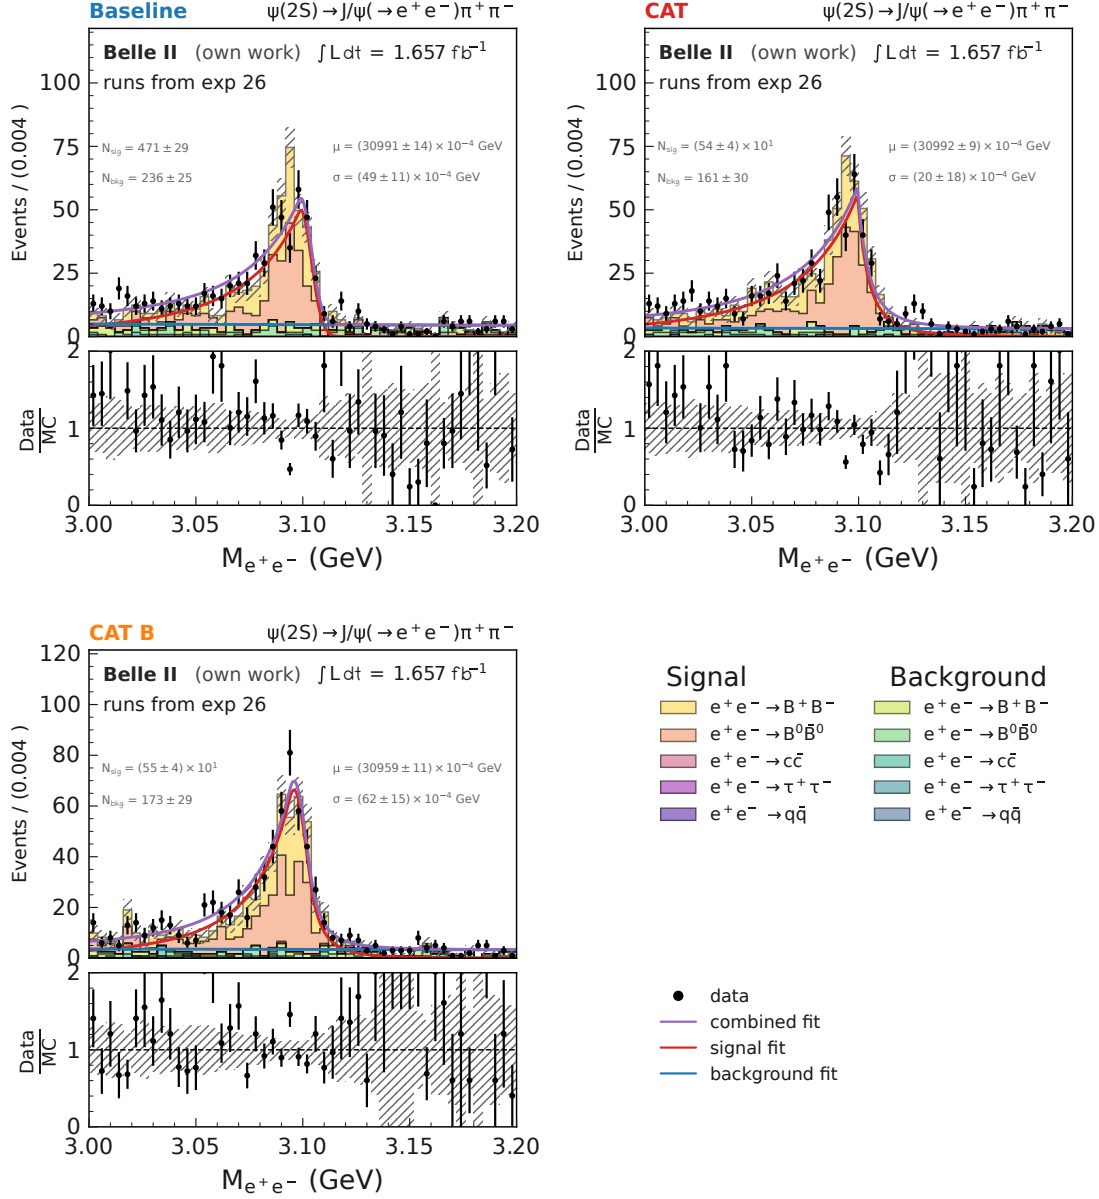 Baseline ψ(2S)→J/ψ(→e⁺e⁻)π⁺π⁻
Belle II (own work) ∫L dt = 1.657 fb⁻¹
runs from exp 26
N_sig = 471±29 μ = (30991±14)×10⁻⁴ GeV
N_bkg = 236±25 σ = (49±11)×10⁻⁴ GeV
Events / (0.004 )
100
75
50
25
0
2
1
0
Data
MC
3.00 3.05 3.10 3.15 3.20
M_e⁺e⁻ (GeV)
CAT ψ(2S)→J/ψ(→e⁺e⁻)π⁺π⁻
Belle II (own work) ∫L dt = 1.657 fb⁻¹
runs from exp 26
N_sig = (54±4)×10¹ μ = (30992±9)×10⁻⁴ GeV
N_bkg = 161±30 σ = (20±18)×10⁻⁴ GeV
Events / (0.004 )
100
75
50
25
0
2
1
0
Data
MC
3.00 3.05 3.10 3.15 3.20
M_e⁺e⁻ (GeV)
CAT B ψ(2S)→J/ψ(→e⁺e⁻)π⁺π⁻
Belle II (own work) ∫L dt = 1.657 fb⁻¹
runs from exp 26
N_sig = (55±4)×10¹ μ = (30959±11)×10⁻⁴ GeV
N_bkg = 173±29 σ = (62±15)×10⁻⁴ GeV
Events / (0.004 )
120
100
80
60
40
20
0
2
1
0
Data
MC
3.00 3.05 3.10 3.15 3.20
M_e⁺e⁻ (GeV)
Signal Background
e⁺e⁻→B⁺B⁻ e⁺e⁻→B⁺B⁻
e⁺e⁻→B⁰B̄⁰ e⁺e⁻→B⁰B̄⁰
e⁺e⁻→cc̄ e⁺e⁻→cc̄
e⁺e⁻→τ⁺τ⁻ e⁺e⁻→τ⁺τ⁻
e⁺e⁻→qq̄ e⁺e⁻→qq̄
data
combined fit
signal fit
background fit